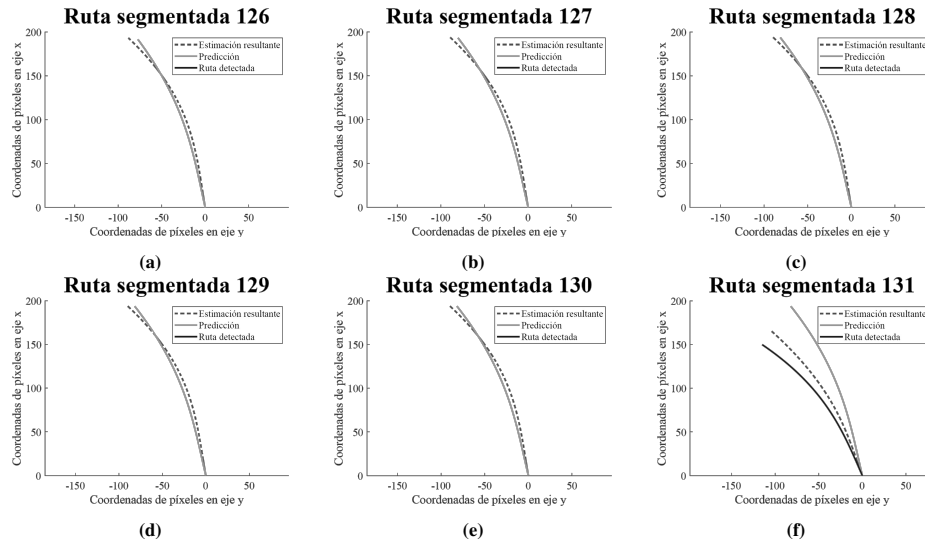 Ruta segmentada 126
200
150
100
50
0
-150 -100 -50 0 50
Coordenadas de píxeles en eje x
Coordenadas de píxeles en eje y
Estimación resultante
Predicción
Ruta detectada
(a)
Ruta segmentada 127
200
150
100
50
0
-150 -100 -50 0 50
Coordenadas de píxeles en eje x
Coordenadas de píxeles en eje y
Estimación resultante
Predicción
Ruta detectada
(b)
Ruta segmentada 128
200
150
100
50
0
-150 -100 -50 0 50
Coordenadas de píxeles en eje x
Coordenadas de píxeles en eje y
Estimación resultante
Predicción
Ruta detectada
(c)
Ruta segmentada 129
200
150
100
50
0
-150 -100 -50 0 50
Coordenadas de píxeles en eje x
Coordenadas de píxeles en eje y
Estimación resultante
Predicción
Ruta detectada
(d)
Ruta segmentada 130
200
150
100
50
0
-150 -100 -50 0 50
Coordenadas de píxeles en eje x
Coordenadas de píxeles en eje y
Estimación resultante
Predicción
Ruta detectada
(e)
Ruta segmentada 131
200
150
100
50
0
-150 -100 -50 0 50
Coordenadas de píxeles en eje x
Coordenadas de píxeles en eje y
Estimación resultante
Predicción
Ruta detectada
(f)